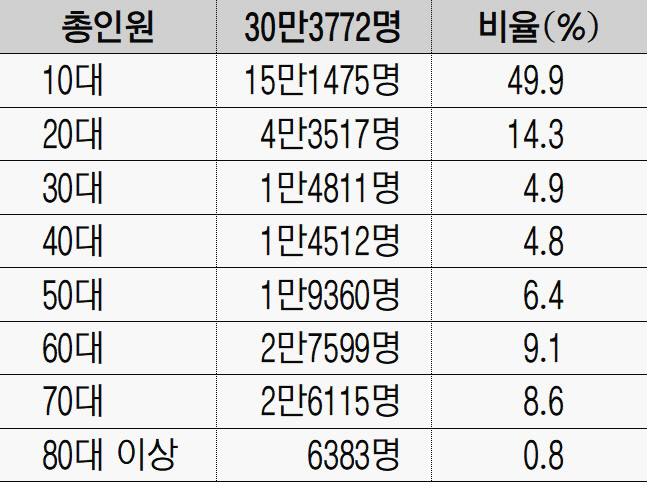 총인원 30만3772명 비율(%)
10대 15만1475명 49.9
20대 4만3517명 14.3
30대 1만4811명 4.9
40대 1만4512명 4.8
50대 1만9360명 6.4
60대 2만7599명 9.1
70대 2만6115명 8.6
80대 이상 6383명 0.8